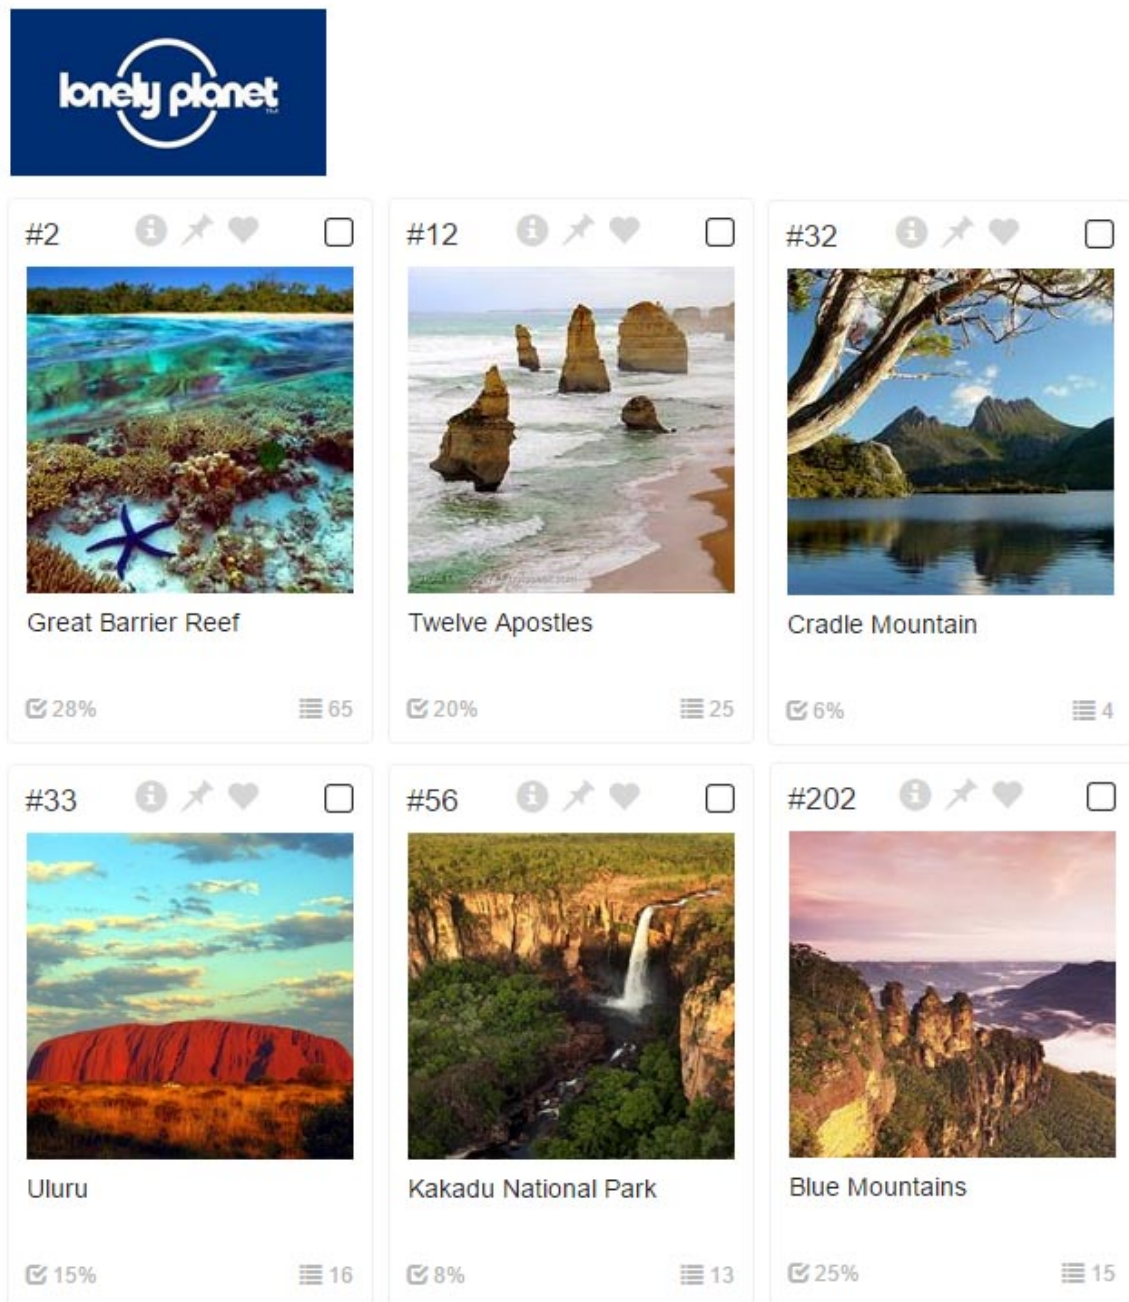 lonely planet™
#2
#12
#32
Great Barrier Reef
Twelve Apostles
Cradle Mountain
28% 65
20% 25
6% 4
#33
#56
#202
Uluru
Kakadu National Park
Blue Mountains
15% 16
8% 13
25% 15